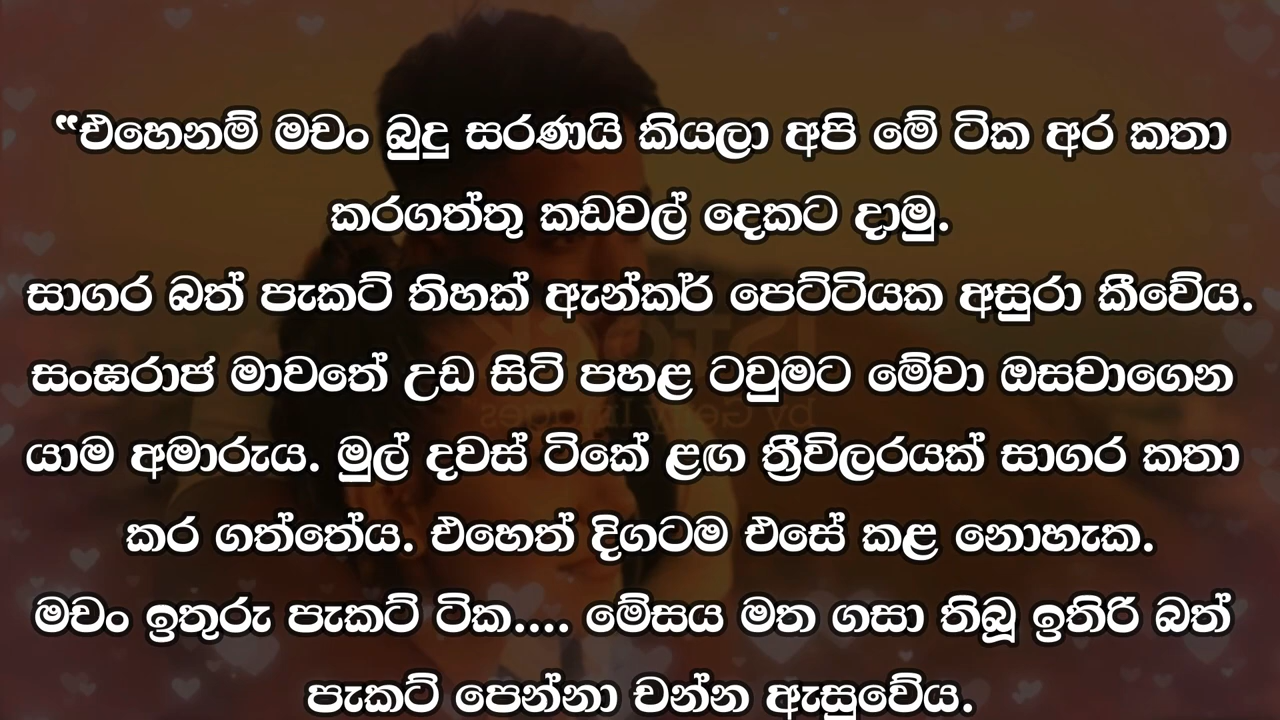 “එහෙනම් මචං බුදු සරණයි කියලා අපි මේ ටික අර කතා
කරගත්තු කඩවල් දෙකට දාමු.
සාගර බත් පැකට් තිහක් ඇන්කර් පෙට්ටියක අසුරා කීවේය.
සංඝරාජ මාවතේ උඩ සිටි පහළ ටවුමට මේවා ඔසවාගෙන
යාම අමාරුය. මුල් දවස් ටිකේ ළඟ ත්‍රීවිලරයක් සාගර කතා
කර ගත්තේය. එහෙත් දිගටම එසේ කළ නොහැක.
මචං ඉතුරු පැකට් ටික.... මේසය මත ගසා තිබූ ඉතිරි බත්
පැකට් පෙන්නා චන්න ඇසුවේය.